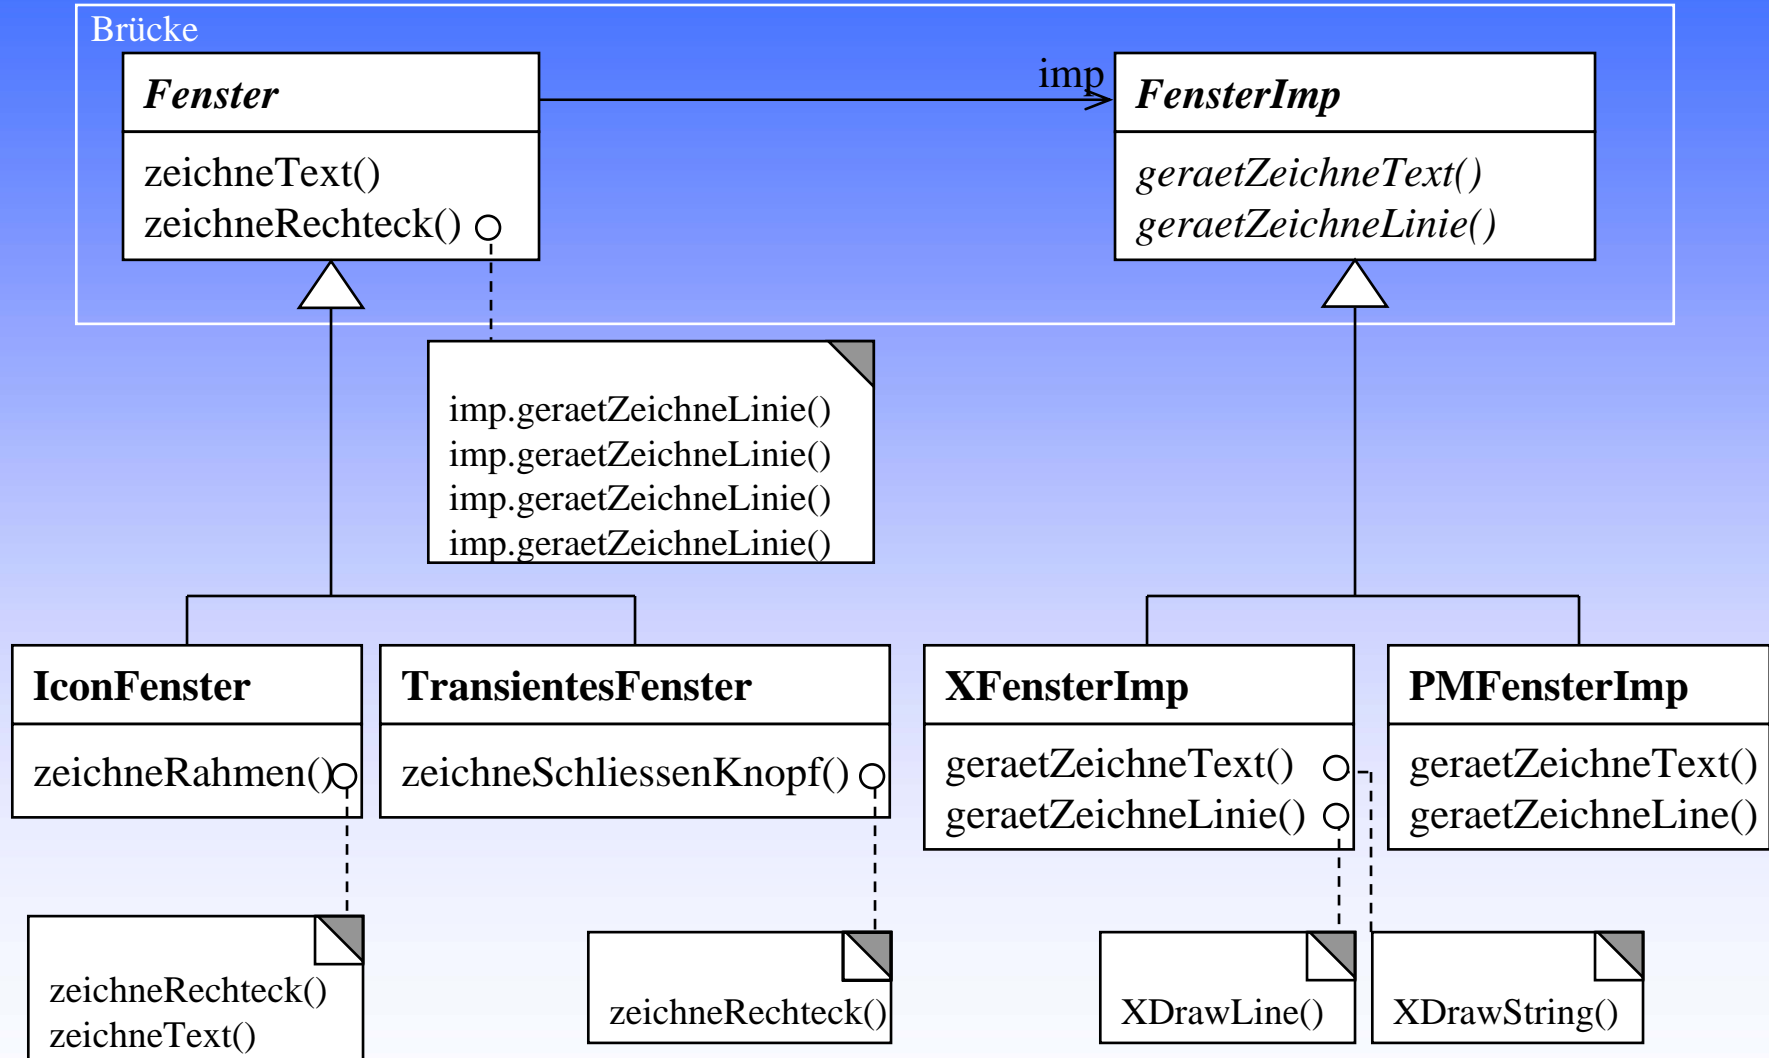 Brücke
Fenster
imp
FensterImp
zeichneText()
zeichneRechteck()
geraetZeichneText()
geraetZeichneLinie()
imp.geraetZeichneLinie()
imp.geraetZeichneLinie()
imp.geraetZeichneLinie()
imp.geraetZeichneLinie()
IconFenster
zeichneRahmen()
TransientesFenster
zeichneSchliessenKnopf()
XFensterImp
geraetZeichneText()
geraetZeichneLinie()
PMFensterImp
geraetZeichneText()
geraetZeichneLine()
zeichneRechteck()
zeichneText()
zeichneRechteck()
XDrawLine()
XDrawString()